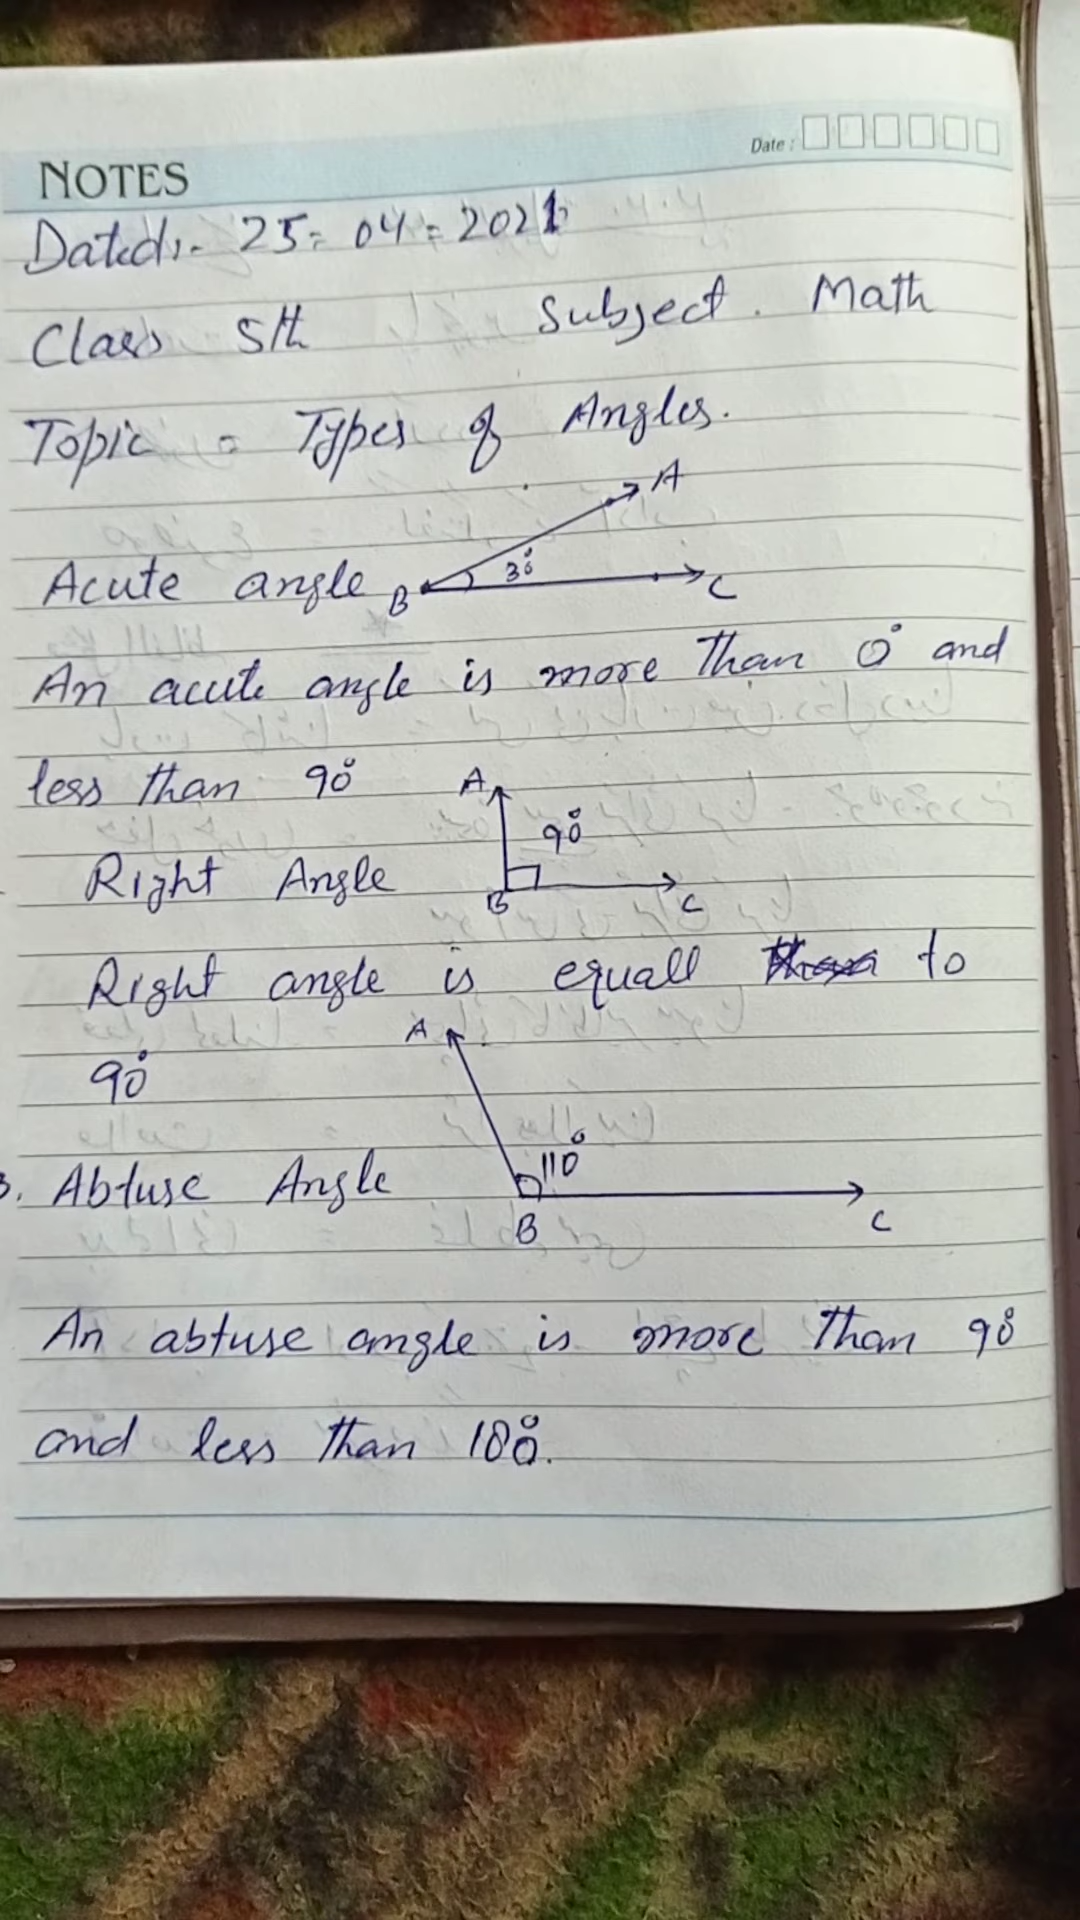 Date:
NOTES
Dated:- 25= 04 = 2021
Class 5th Subject. Math
Topic = Types of Angles.
A
Acute angle B 30° C
An acute angle is more than 0° and
less than 90° A
90°
Right Angle B C
Right angle is equall to
90° A
110°
3. Abtuse Angle
B C
An abtuse angle is more than 90°
and less than 180°.